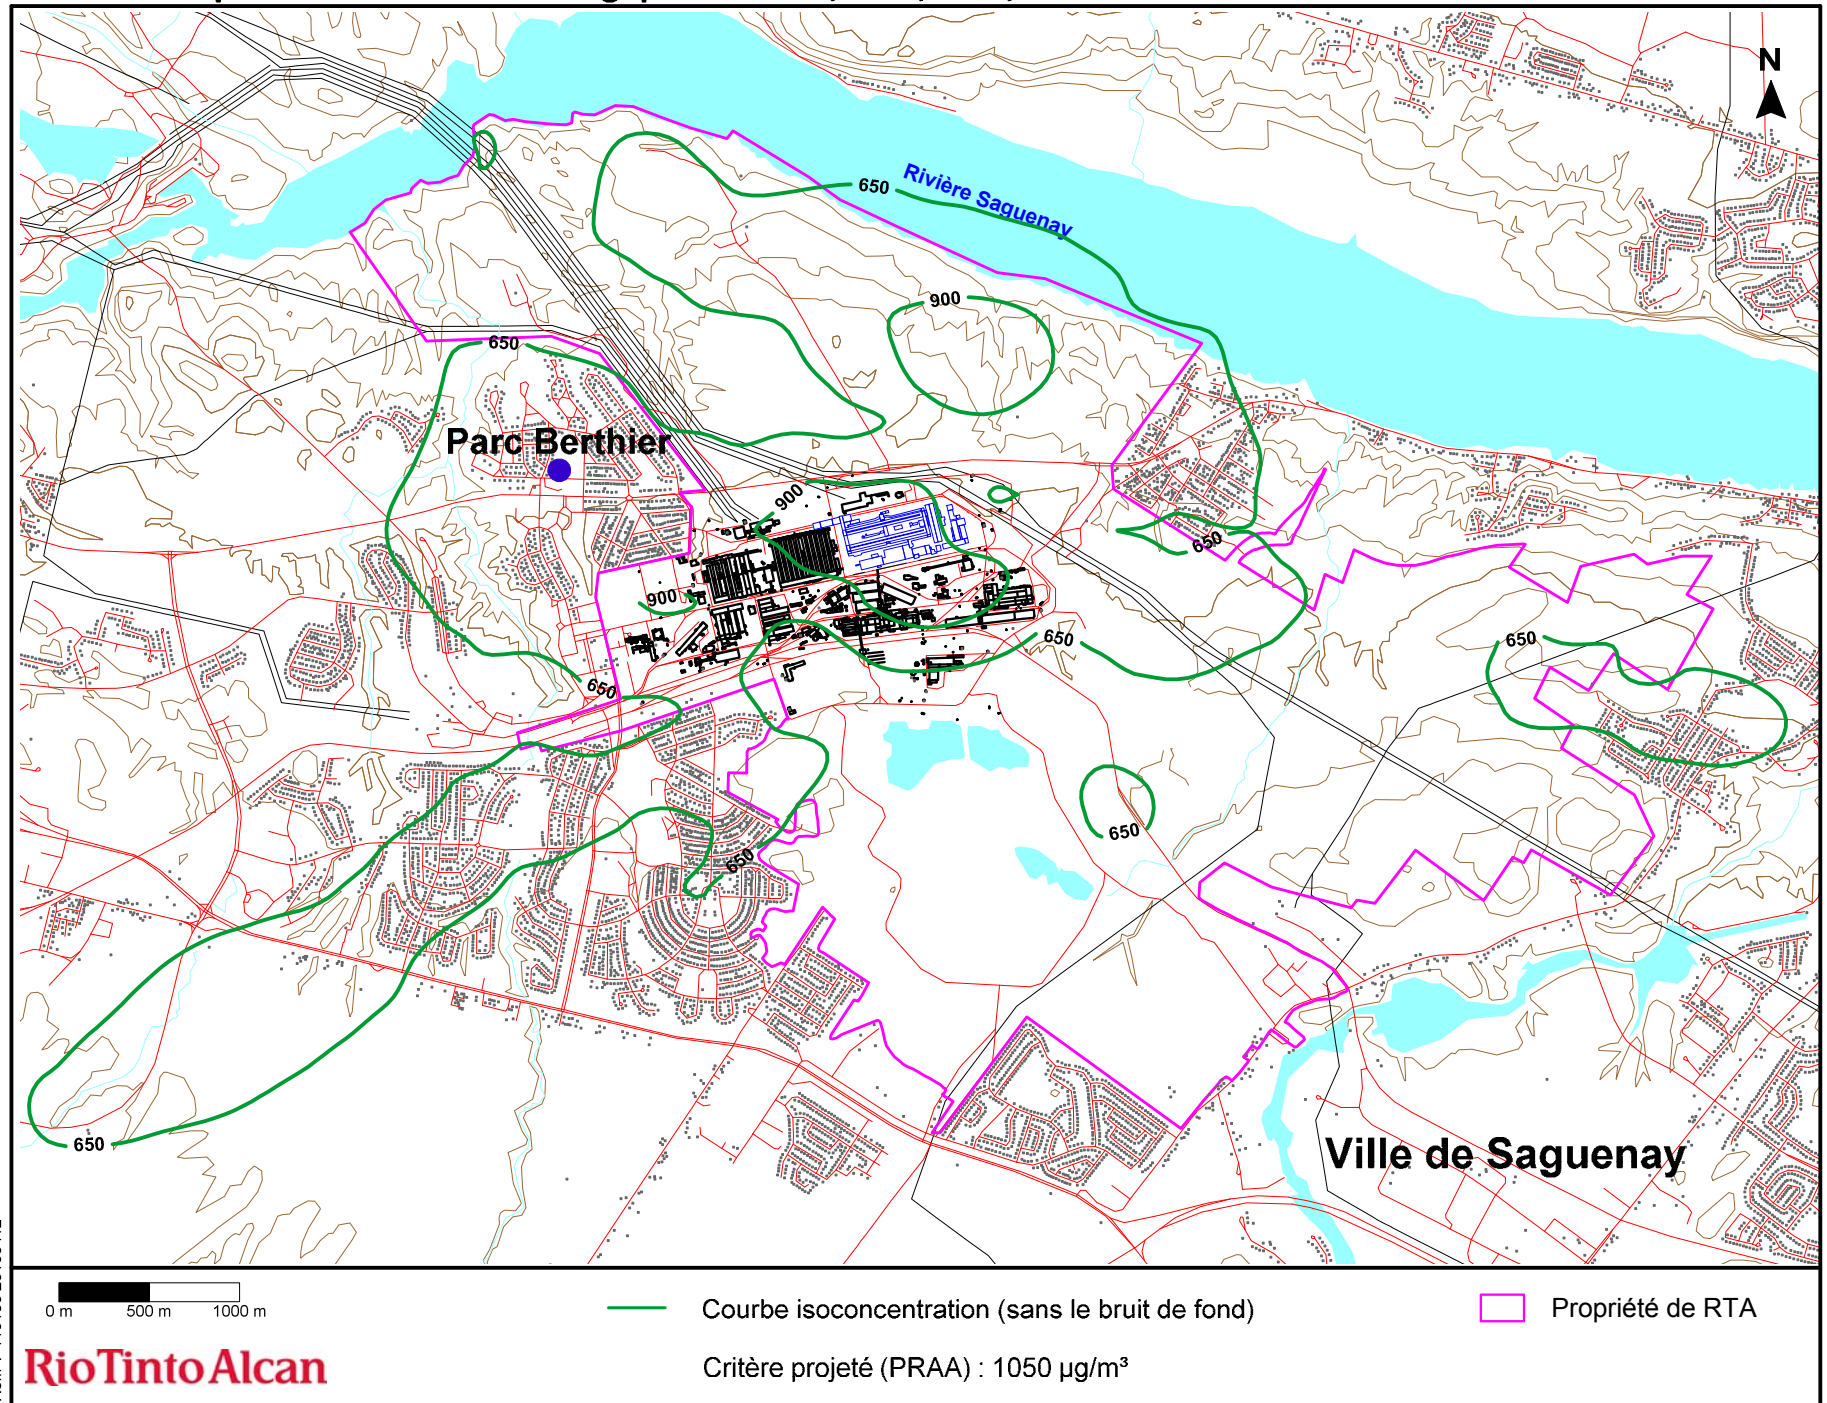 N
650
Rivière Saguenay
900
650
Parc Berthier
900
650
900
650
650
650
650
650
650
Ville de Saguenay
0 m 500 m 1000 m
Courbe isoconcentration (sans le bruit de fond)
Propriété de RTA
RioTinto Alcan
Critère projeté (PRAA) : 1050 µg/m³